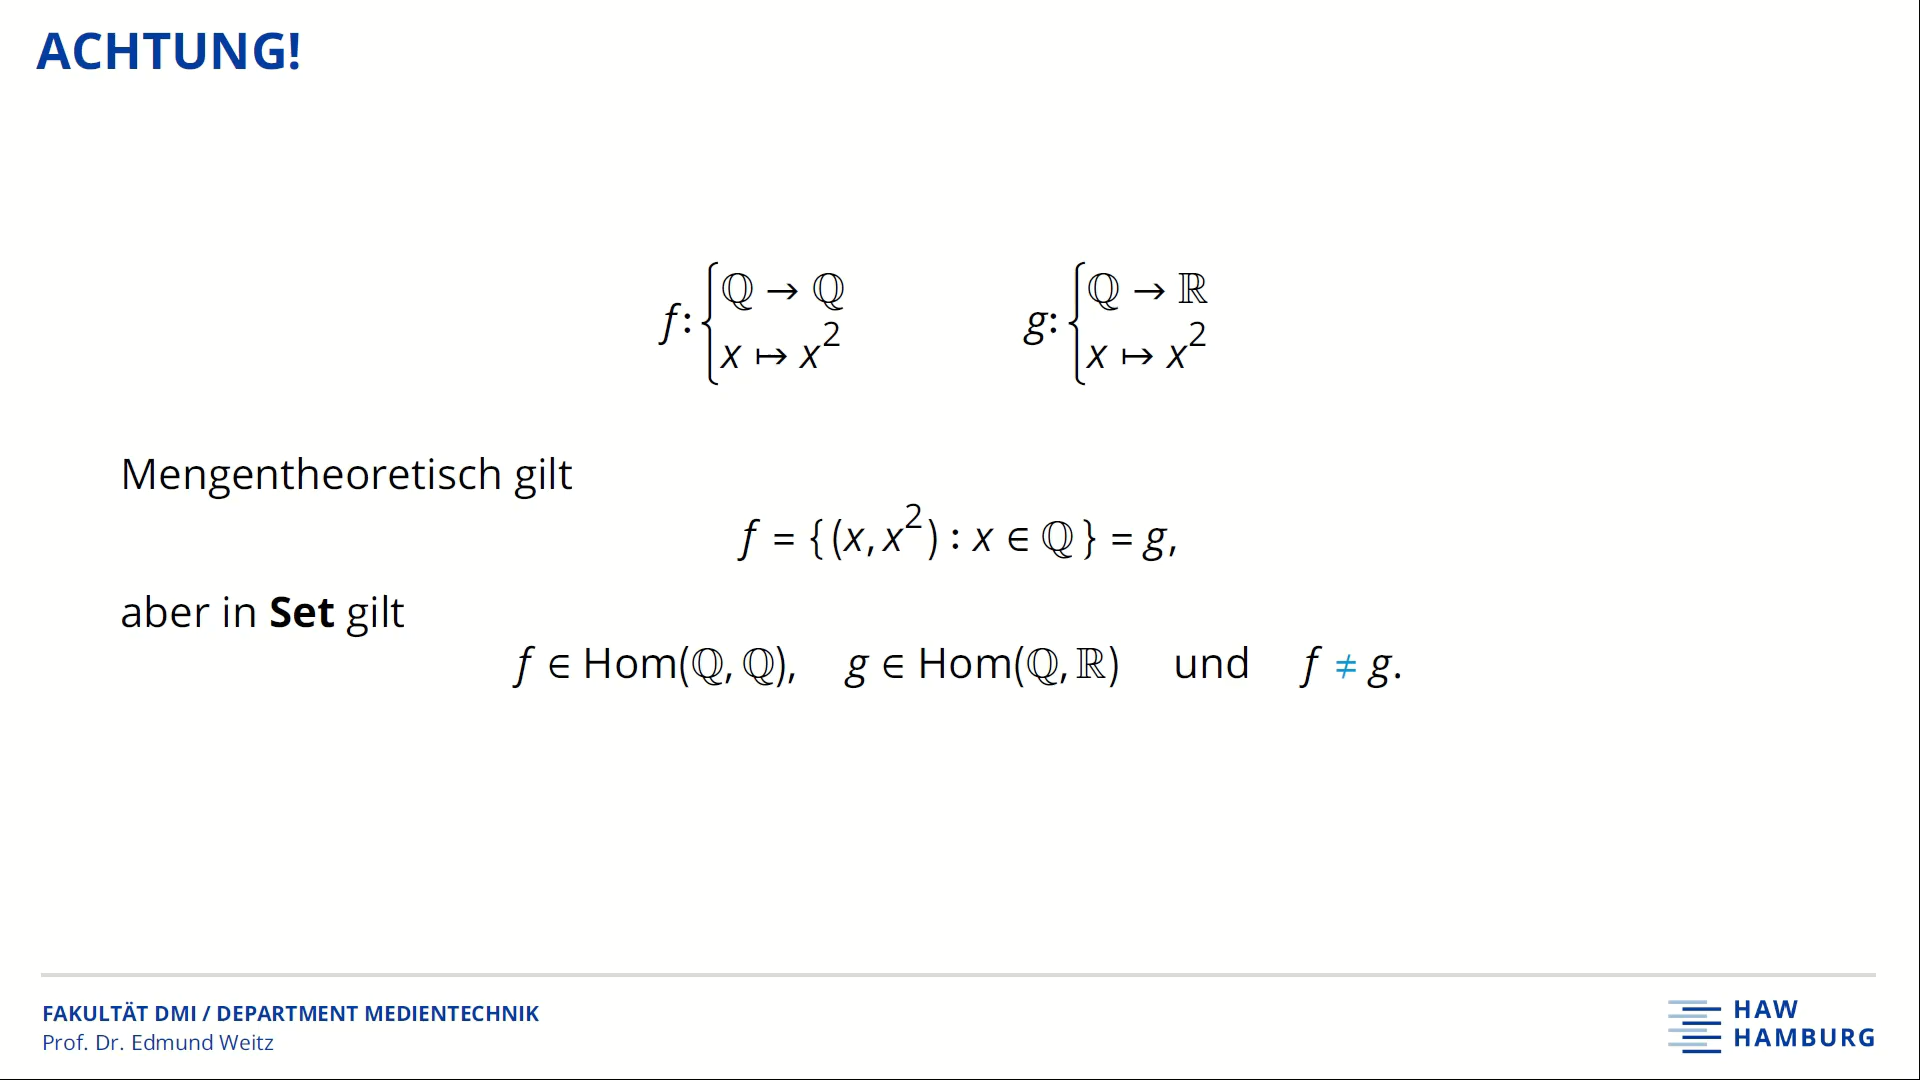 ACHTUNG!
f: { ℚ → ℚ
x ↦ x²
g: { ℚ → ℝ
x ↦ x²
Mengentheoretisch gilt
f = { (x, x²) : x ∈ ℚ } = g,
aber in Set gilt
f ∈ Hom(ℚ, ℚ), g ∈ Hom(ℚ, ℝ) und f ≠ g.
FAKULTÄT DMI / DEPARTMENT MEDIENTECHNIK
Prof. Dr. Edmund Weitz
HAW
HAMBURG